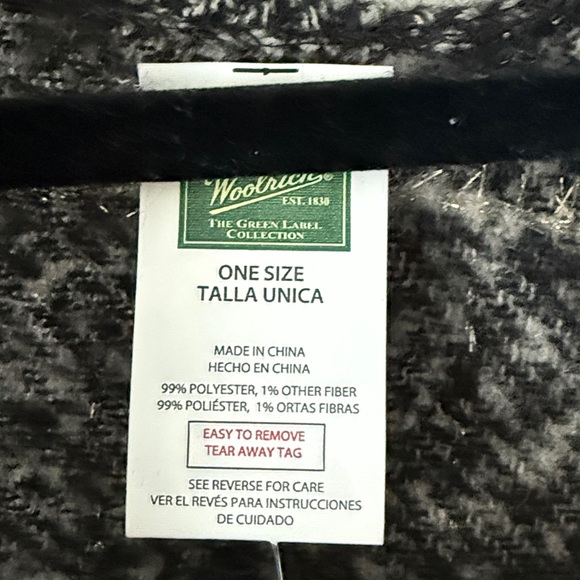 Woolrich®
EST. 1830
THE GREEN LABEL
COLLECTION
ONE SIZE
TALLA UNICA
MADE IN CHINA
HECHO EN CHINA
99% POLYESTER, 1% OTHER FIBER
99% POLIÉSTER, 1% ORTAS FIBRAS
EASY TO REMOVE
TEAR AWAY TAG
SEE REVERSE FOR CARE
VER EL REVÉS PARA INSTRUCCIONES
DE CUIDADO